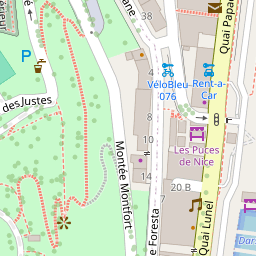 38
Quai Papa
P
4
VéloBleu
076
Rent-a-
Car
des Justes
8
10
Les Puces
de Nice
14
20.B
Montée Montfort
e Foresta
Quai Lunel